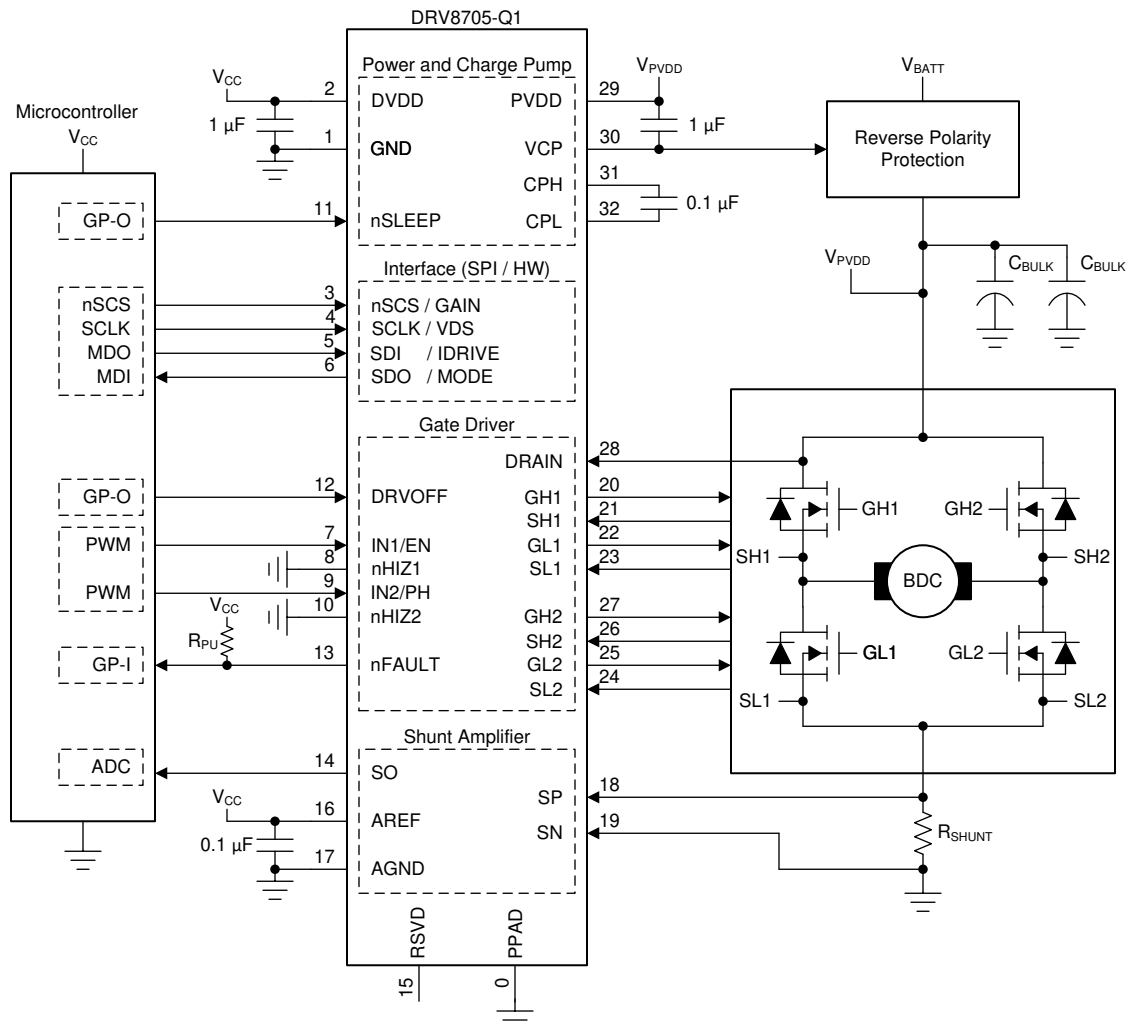 DRV8705-Q1
Power and Charge Pump
VCC
2
DVDD
PVDD
29
VPVDD
VBATT
Microcontroller
VCC
1 µF
1
GND
VCP
30
1 µF
Reverse Polarity
Protection
CPH
31
0.1 µF
CPL
32
GP-O
11
nSLEEP
Interface (SPI / HW)
VPVDD
CBULK
CBULK
nSCS
3
nSCS / GAIN
SCLK
4
SCLK / VDS
MDO
5
SDI / IDRIVE
MDI
6
SDO / MODE
Gate Driver
DRAIN
28
GP-O
12
DRVOFF
GH1
20
SH1
21
GH1
GH2
PWM
7
IN1/EN
GL1
22
8
nHIZ1
SL1
23
SH1
SH2
BDC
PWM
9
IN2/PH
VCC
10
nHIZ2
GH2
27
RPU
SH2
26
GP-I
13
nFAULT
GL2
25
GL1
GL2
SL2
24
SL1
SL2
Shunt Amplifier
ADC
14
SO
SP
18
VCC
16
AREF
SN
19
RSHUNT
0.1 µF
17
AGND
RSVD
PPAD
15
0